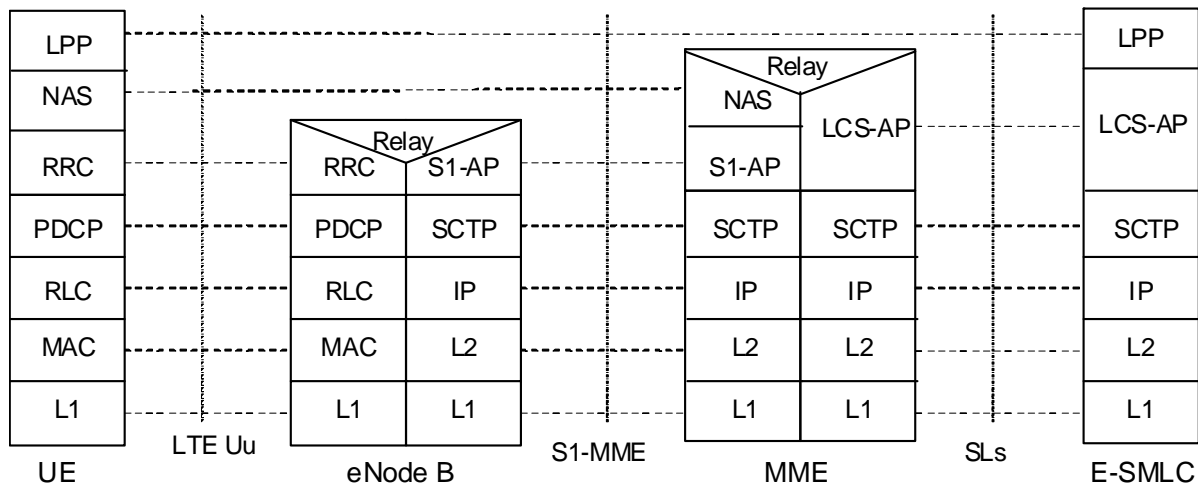 LPP LPP
Relay
NAS NAS LCS-AP LCS-AP
Relay
RRC RRC S1-AP S1-AP
PDCP PDCP SCTP SCTP SCTP SCTP
RLC RLC IP IP IP IP
MAC MAC L2 L2 L2 L2
L1 L1 L1 L1 L1 L1
LTE Uu S1-MME SLs
UE eNode B MME E-SMLC